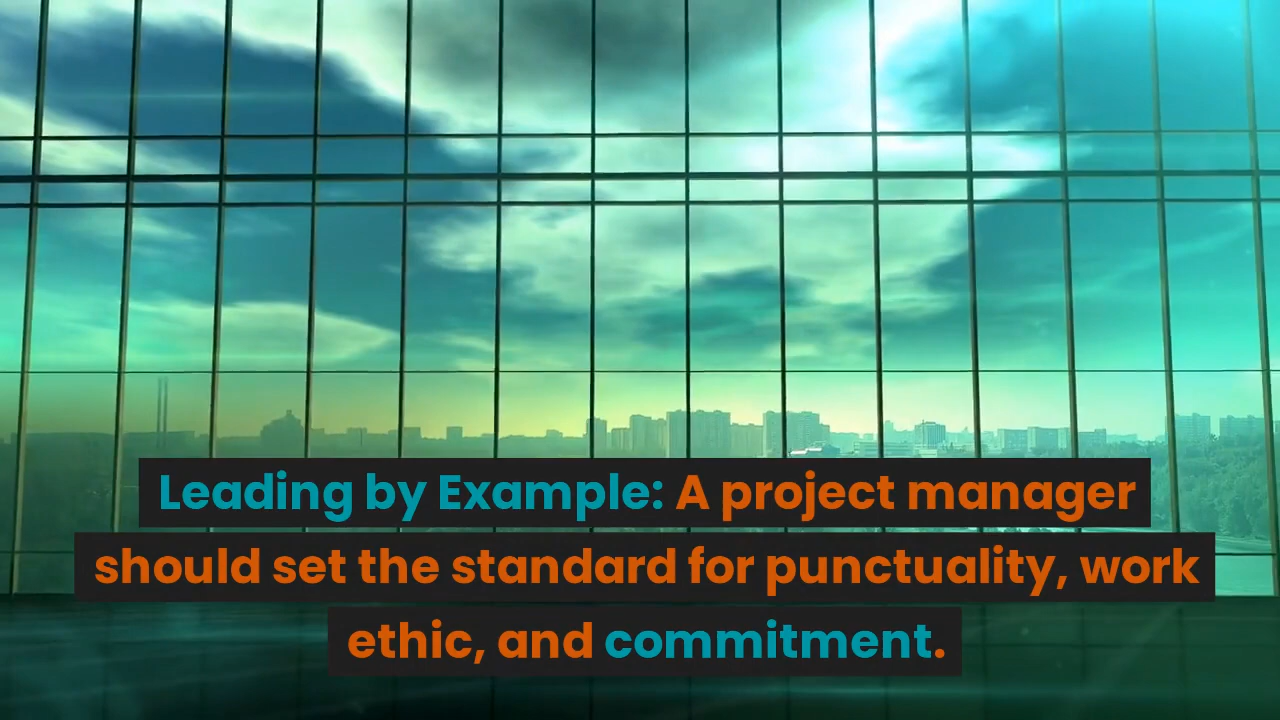 Leading by Example: A project manager
should set the standard for punctuality, work
ethic, and commitment.